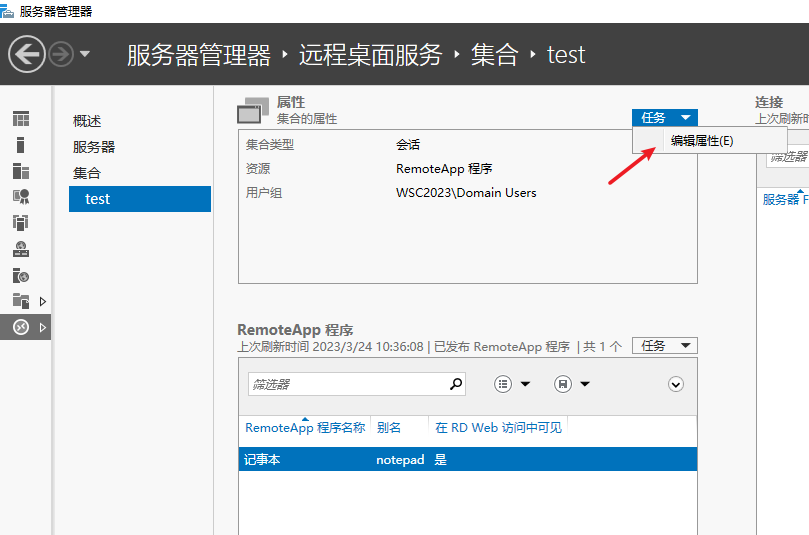 服务器管理器
服务器管理器 · 远程桌面服务 · 集合 · test
概述
服务器
集合
test
属性
集合的属性
任务
编辑属性(E)
集合类型 会话
资源 RemoteApp 程序
用户组 WSC2023\Domain Users
RemoteApp 程序
上次刷新时间 2023/3/24 10:36:08 | 已发布 RemoteApp 程序 | 共 1 个
任务
筛选器
RemoteApp 程序名称 别名 在 RD Web 访问中可见
记事本 notepad 是
连接
上次刷新时
筛选器
服务器 F